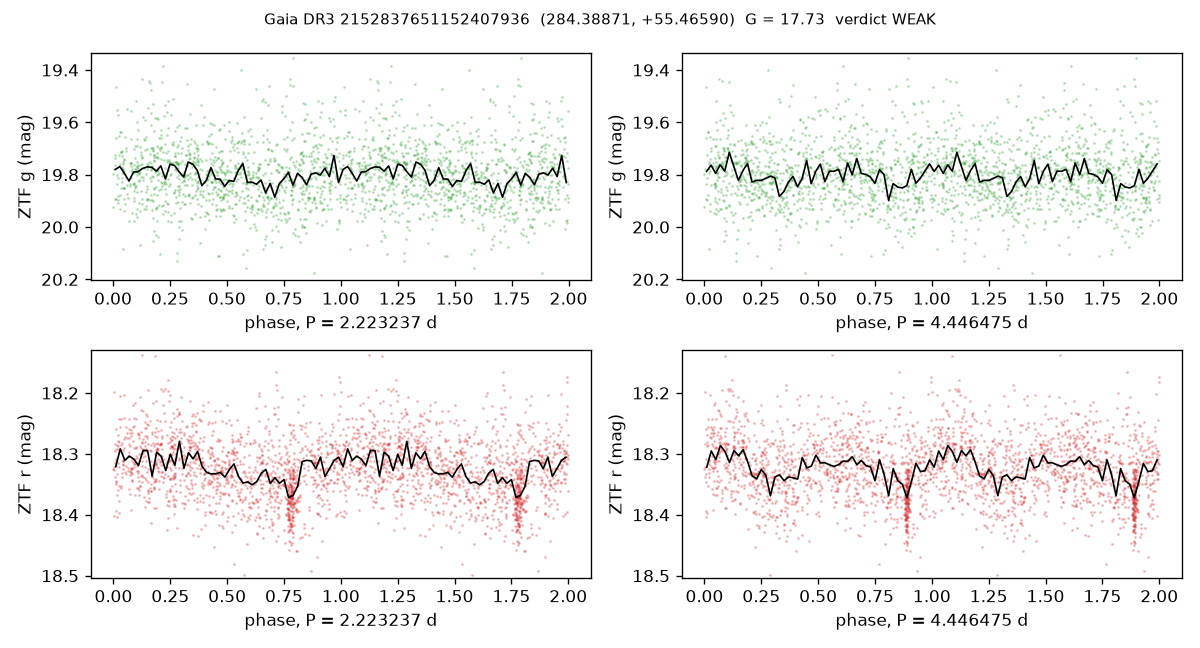 Gaia DR3 2152837651152407936 (284.38871, +55.46590) G = 17.73 verdict WEAK
ZTF g (mag)
19.4
19.6
19.8
20.0
20.2
0.00 0.25 0.50 0.75 1.00 1.25 1.50 1.75 2.00
phase, P = 2.223237 d
ZTF g (mag)
19.4
19.6
19.8
20.0
20.2
0.00 0.25 0.50 0.75 1.00 1.25 1.50 1.75 2.00
phase, P = 4.446475 d
ZTF r (mag)
18.2
18.3
18.4
18.5
0.00 0.25 0.50 0.75 1.00 1.25 1.50 1.75 2.00
phase, P = 2.223237 d
ZTF r (mag)
18.2
18.3
18.4
18.5
0.00 0.25 0.50 0.75 1.00 1.25 1.50 1.75 2.00
phase, P = 4.446475 d